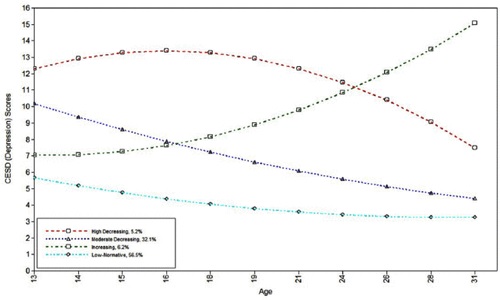 16
15
14
13
12
11
10
9
8
7
6
5
4
3
2
1
0
CESD (Depression) Scores
High Decreasing, 5.2%
Moderate Decreasing, 32.1%
Increasing, 6.2%
Low-Normative, 56.5%
13 14 15 16 18 19 21 24 26 28 31
Age